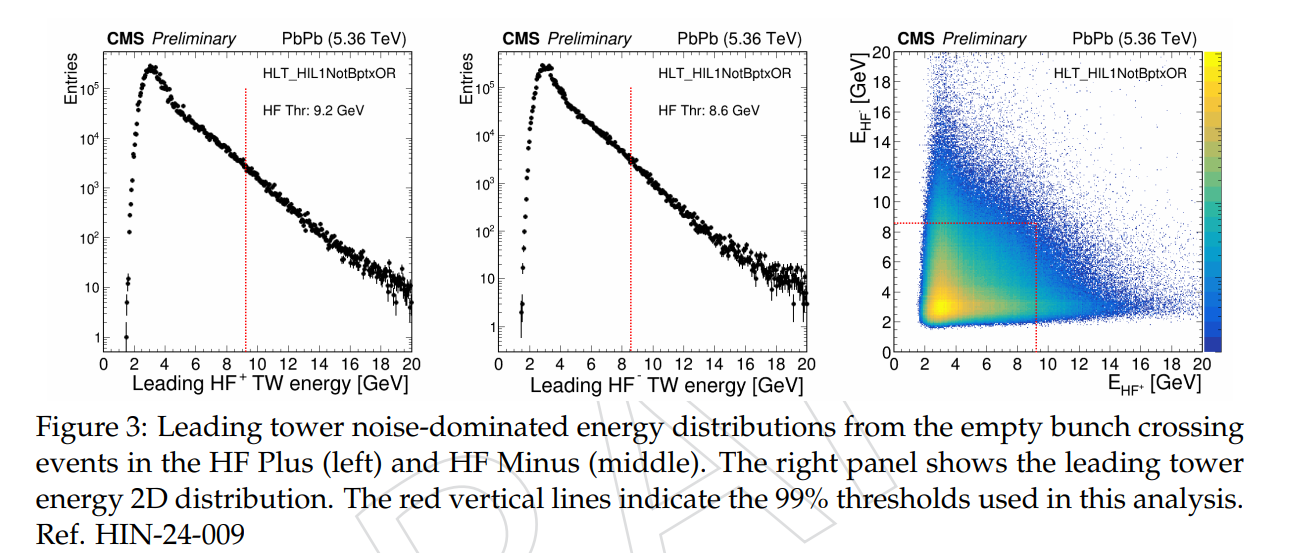 CMS Preliminary PbPb (5.36 TeV)
HLT_HIL1NotBptxOR
HF Thr: 9.2 GeV
Entries
10⁵
10⁴
10³
10²
10
1
0 2 4 6 8 10 12 14 16 18 20
Leading HF⁺ TW energy [GeV]
CMS Preliminary PbPb (5.36 TeV)
HLT_HIL1NotBptxOR
HF Thr: 8.6 GeV
Entries
10⁵
10⁴
10³
10²
10
1
0 2 4 6 8 10 12 14 16 18 20
Leading HF⁻ TW energy [GeV]
CMS Preliminary PbPb (5.36 TeV)
HLT_HIL1NotBptxOR
E_HF⁻ [GeV]
20
18
16
14
12
10
8
6
4
2
0
0 2 4 6 8 10 12 14 16 18 20
E_HF⁺ [GeV]
Figure 3: Leading tower noise-dominated energy distributions from the empty bunch crossing
events in the HF Plus (left) and HF Minus (middle). The right panel shows the leading tower
energy 2D distribution. The red vertical lines indicate the 99% thresholds used in this analysis.
Ref. HIN-24-009